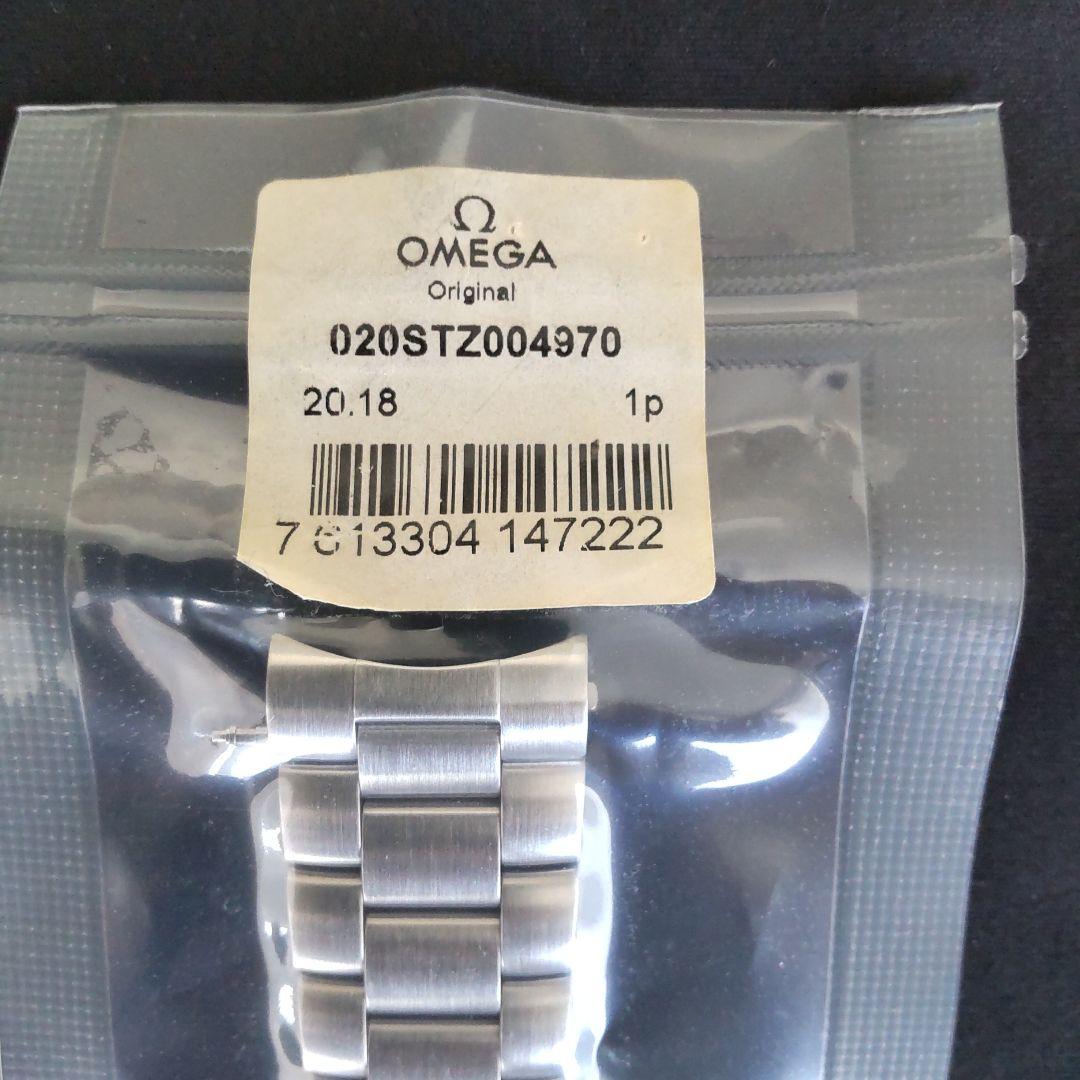 Ω
OMEGA
Original
020STZ004970
20.18 1p
7 613304 147222